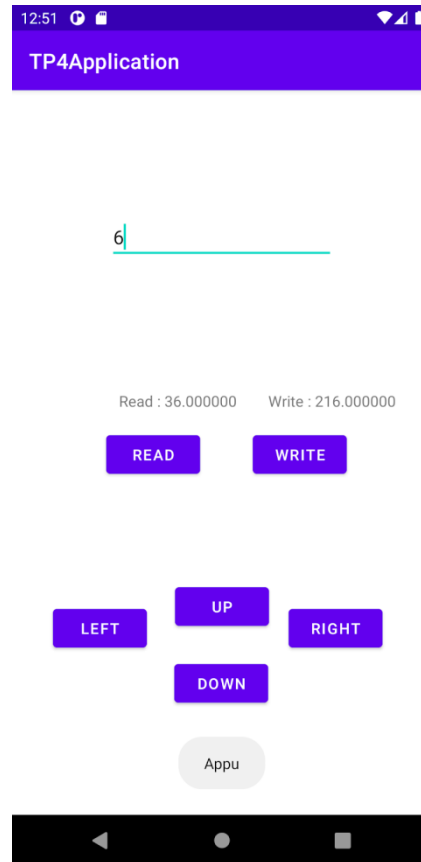 12:51
TP4Application
6
Read : 36.000000 Write : 216.000000
READ WRITE
UP
LEFT RIGHT
DOWN
Appu